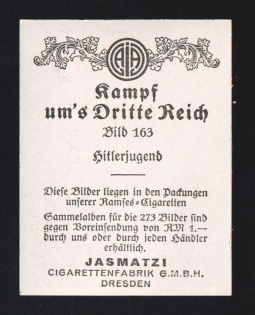 AJA
Kampf
um's Dritte Reich
Bild 163
Hitlerjugend
Diese Bilder liegen in den Packungen
unserer Ramses-Cigaretten
Sammelalben für die 273 Bilder sind
gegen Voreinsendung von RM 1.—
durch uns oder durch jeden Händler
erhältlich.
JASMATZI
CIGARETTENFABRIK G.M.B.H.
DRESDEN